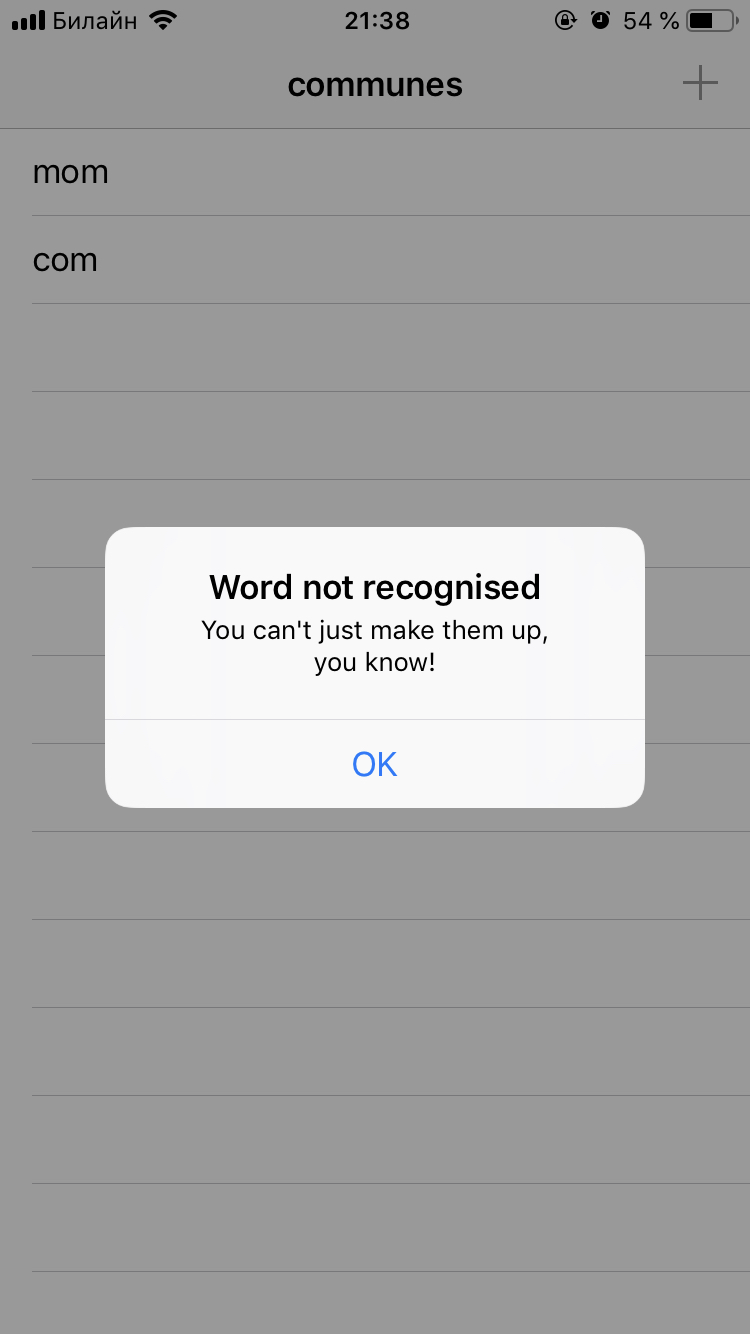 Билайн 21:38 54 %
communes
mom
com
Word not recognised
You can't just make them up,
you know!
OK